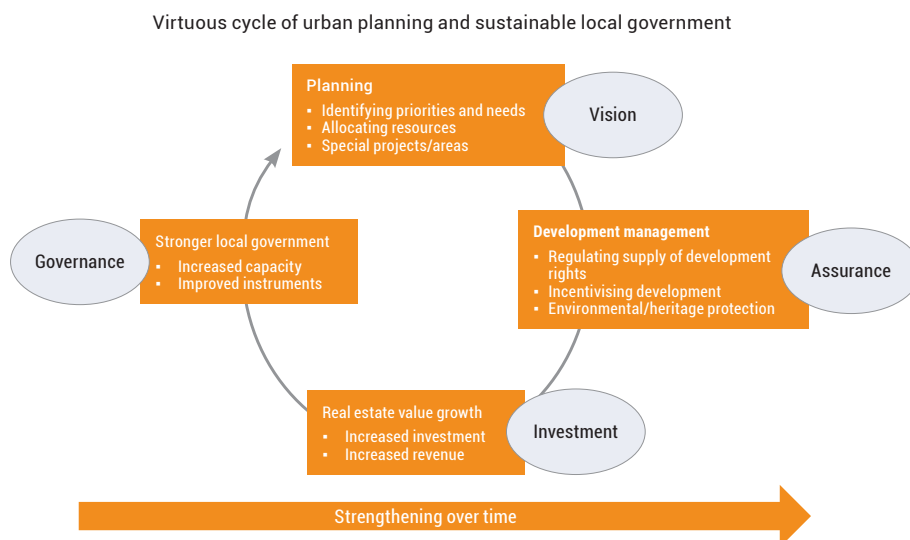 Virtuous cycle of urban planning and sustainable local government
Planning
▪ Identifying priorities and needs
▪ Allocating resources
▪ Special projects/areas
Vision
Development management
▪ Regulating supply of development
rights
▪ Incentivising development
▪ Environmental/heritage protection
Assurance
Real estate value growth
▪ Increased investment
▪ Increased revenue
Investment
Stronger local government
▪ Increased capacity
▪ Improved instruments
Governance
Strengthening over time